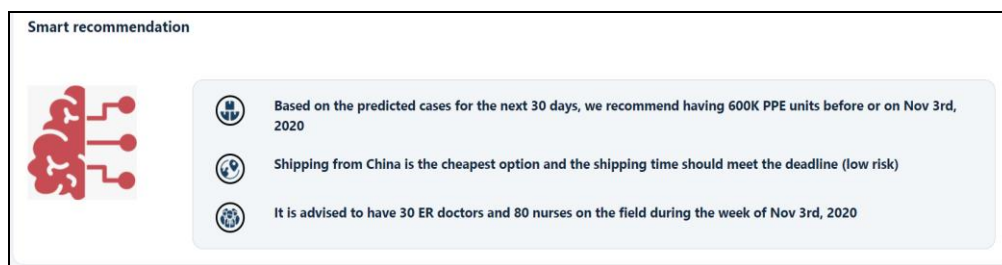 Smart recommendation
Based on the predicted cases for the next 30 days, we recommend having 600K PPE units before or on Nov 3rd,
2020
Shipping from China is the cheapest option and the shipping time should meet the deadline (low risk)
It is advised to have 30 ER doctors and 80 nurses on the field during the week of Nov 3rd, 2020